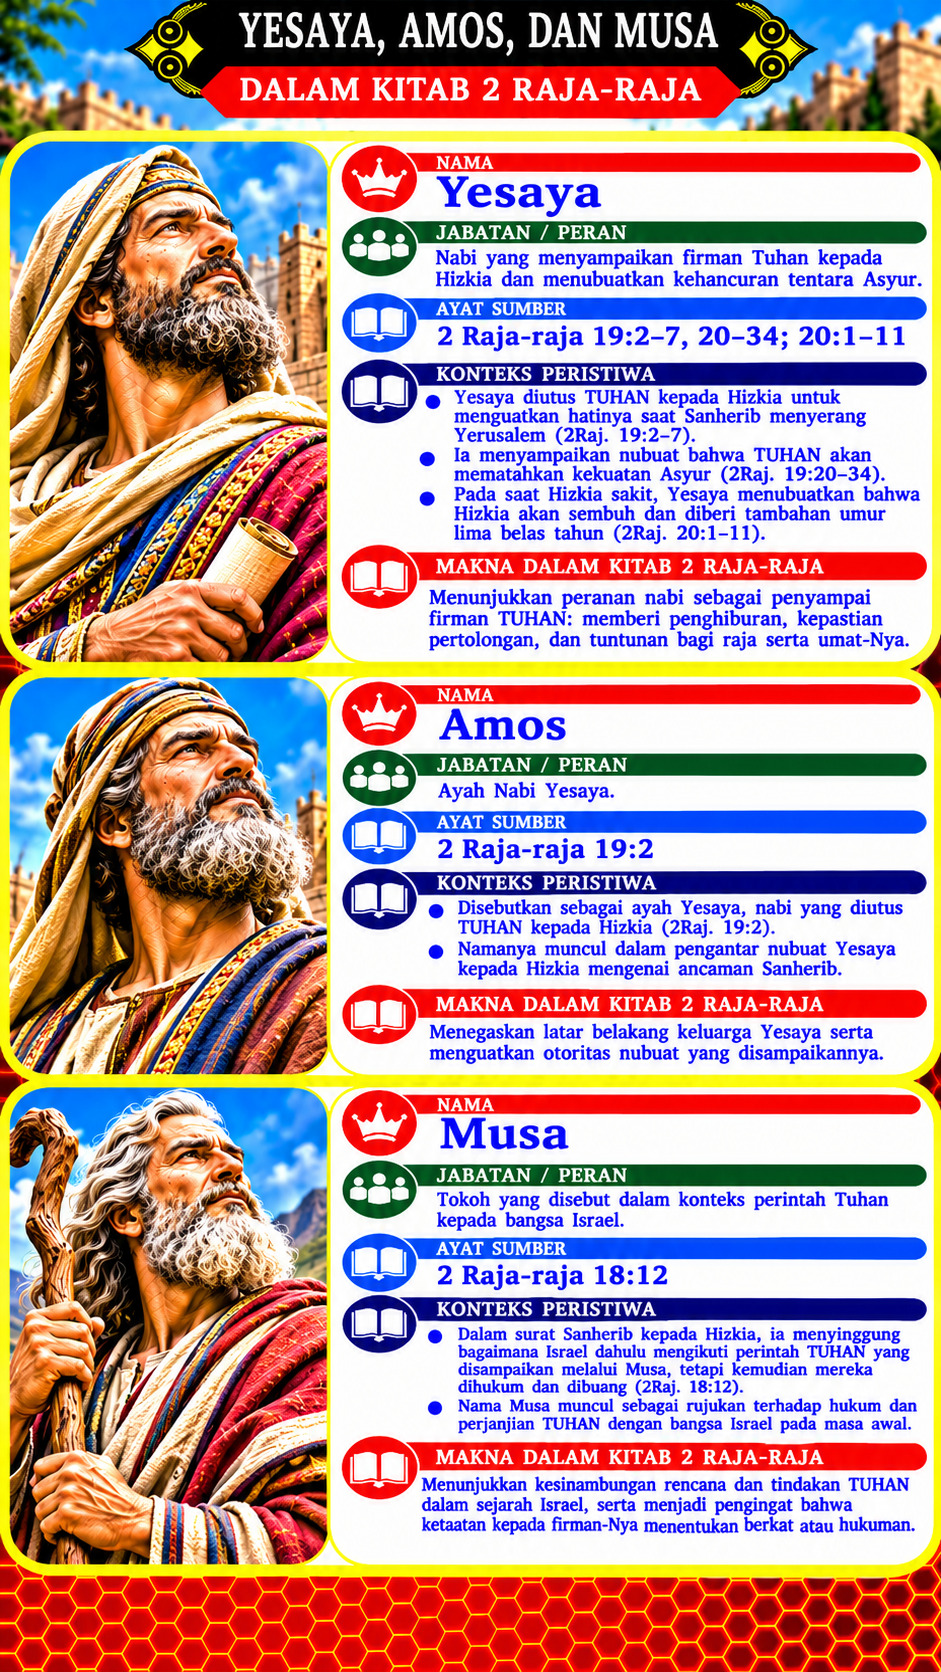 YESAYA, AMOS, DAN MUSA
DALAM KITAB 2 RAJA-RAJA
NAMA
Yesaya
JABATAN / PERAN
Nabi yang menyampaikan firman Tuhan kepada
Hizkia dan menubuatkan kehancuran tentara Asyur.
AYAT SUMBER
2 Raja-raja 19:2–7, 20–34; 20:1–11
KONTEKS PERISTIWA
● Yesaya diutus TUHAN kepada Hizkia untuk
menguatkan hatinya saat Sanherib menyerang
Yerusalem (2Raj. 19:2–7).
● Ia menyampaikan nubuat bahwa TUHAN akan
mematahkan kekuatan Asyur (2Raj. 19:20–34).
● Pada saat Hizkia sakit, Yesaya menubuatkan bahwa
Hizkia akan sembuh dan diberi tambahan umur
lima belas tahun (2Raj. 20:1–11).
MAKNA DALAM KITAB 2 RAJA-RAJA
Menunjukkan peranan nabi sebagai penyampai
firman TUHAN: memberi penghiburan, kepastian
pertolongan, dan tuntunan bagi raja serta umat-Nya.
NAMA
Amos
JABATAN / PERAN
Ayah Nabi Yesaya.
AYAT SUMBER
2 Raja-raja 19:2
KONTEKS PERISTIWA
● Disebutkan sebagai ayah Yesaya, nabi yang diutus
TUHAN kepada Hizkia (2Raj. 19:2).
● Namanya muncul dalam pengantar nubuat Yesaya
kepada Hizkia mengenai ancaman Sanherib.
MAKNA DALAM KITAB 2 RAJA-RAJA
Menegaskan latar belakang keluarga Yesaya serta
menguatkan otoritas nubuat yang disampaikannya.
NAMA
Musa
JABATAN / PERAN
Tokoh yang disebut dalam konteks perintah Tuhan
kepada bangsa Israel.
AYAT SUMBER
2 Raja-raja 18:12
KONTEKS PERISTIWA
● Dalam surat Sanherib kepada Hizkia, ia menyinggung
bagaimana Israel dahulu mengikuti perintah TUHAN yang
disampaikan melalui Musa, tetapi kemudian mereka
dihukum dan dibuang (2Raj. 18:12).
● Nama Musa muncul sebagai rujukan terhadap hukum dan
perjanjian TUHAN dengan bangsa Israel pada masa awal.
MAKNA DALAM KITAB 2 RAJA-RAJA
Menunjukkan kesinambungan rencana dan tindakan TUHAN
dalam sejarah Israel, serta menjadi pengingat bahwa
ketaatan kepada firman-Nya menentukan berkat atau hukuman.